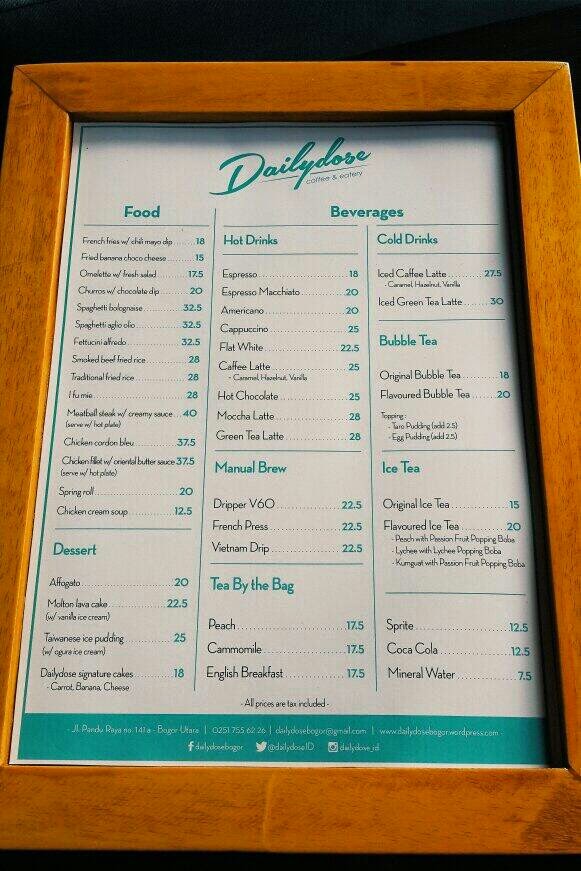 Dailydose
coffee & eatery
Food
French fries w/ chili mayo dip 18
Fried banana choco cheese 15
Omelette w/ fresh salad 17.5
Churros w/ chocolate dip 20
Spaghetti bolognaise 32.5
Spaghetti aglio olio 32.5
Fettucini alfredo 32.5
Smoked beef fried rice 28
Traditional fried rice 28
I fu mie 28
Meatball steak w/ creamy sauce 40
(serve w/ hot plate)
Chicken cordon bleu 37.5
Chicken fillet w/ oriental butter sauce 37.5
(serve w/ hot plate)
Spring roll 20
Chicken cream soup 12.5
Dessert
Affogato 20
Molton lava cake 22.5
(w/ vanilla ice cream)
Taiwanese ice pudding 25
(w/ ogura ice cream)
Dailydose signature cakes 18
- Carrot, Banana, Cheese
Beverages
Hot Drinks
Espresso 18
Espresso Macchiato 20
Americano 20
Cappucino 25
Flat White 22.5
Caffee Latte 25
- Caramel, Hazelnut, Vanilla
Hot Chocolate 25
Moccha Latte 28
Green Tea Latte 28
Manual Brew
Dripper V60 22.5
French Press 22.5
Vietnam Drip 22.5
Tea By the Bag
Peach 17.5
Cammomile 17.5
English Breakfast 17.5
Cold Drinks
Iced Caffee Latte 27.5
- Caramel, Hazelnut, Vanilla
Iced Green Tea Latte 30
Bubble Tea
Original Bubble Tea 18
Flavoured Bubble Tea 20
Topping :
- Taro Pudding (add 2.5)
- Egg Pudding (add 2.5)
Ice Tea
Original Ice Tea 15
Flavoured Ice Tea 20
- Peach with Passion Fruit Popping Boba
- Lychee with Lychee Popping Boba
- Kumguat with Passion Fruit Popping Boba
Sprite 12.5
Coca Cola 12.5
Mineral Water 7.5
- All prices are tax included -
- Jl. Pandu Raya no. 141a - Bogor Utara | 0251 755 62 26 | dailydosebogor@gmail.com | www.dailydosebogor.wordpress.com -
dailydosebogor @dailydose.ID dailydose_id